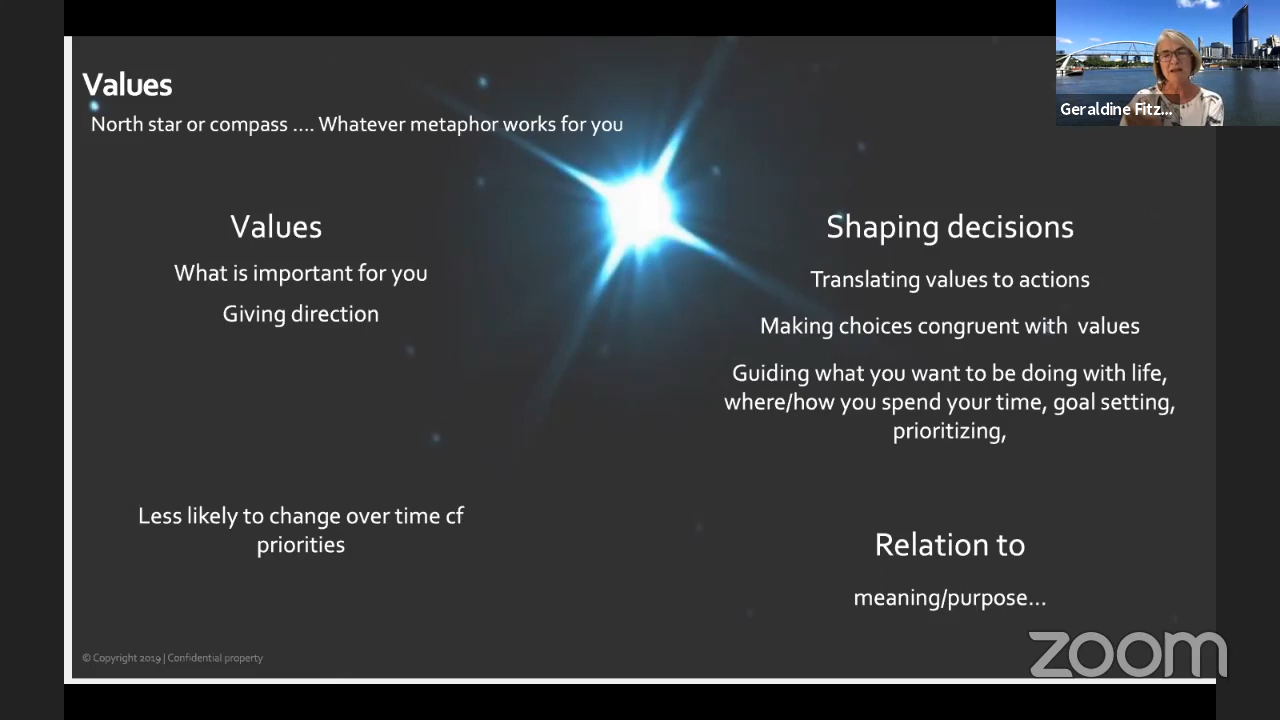 Values
North star or compass .... Whatever metaphor works for you
Geraldine Fitz...
Values
What is important for you
Giving direction
Less likely to change over time cf
priorities
Shaping decisions
Translating values to actions
Making choices congruent with values
Guiding what you want to be doing with life,
where/how you spend your time, goal setting,
prioritizing,
Relation to
meaning/purpose...
© Copyright 2019 | Confidential property
zoom